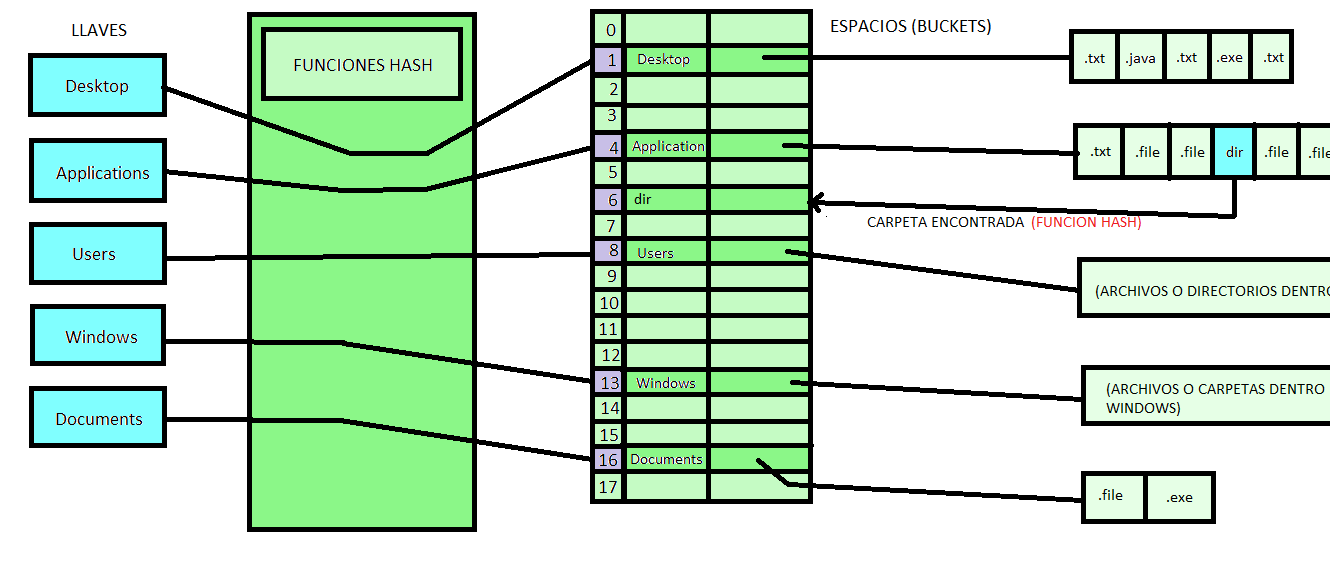 LLAVES
Desktop
Applications
Users
Windows
Documents
FUNCIONES HASH
ESPACIOS (BUCKETS)
0
1 Desktop
2
3
4 Application
5
6 dir
7
8 Users
9
10
11
12
13 Windows
14
15
16 Documents
17
.txt .java .txt .exe .txt
.txt .file .file dir .file .file
CARPETA ENCONTRADA (FUNCION HASH)
(ARCHIVOS O DIRECTORIOS DENTRO
(ARCHIVOS O CARPETAS DENTRO
WINDOWS)
.file .exe